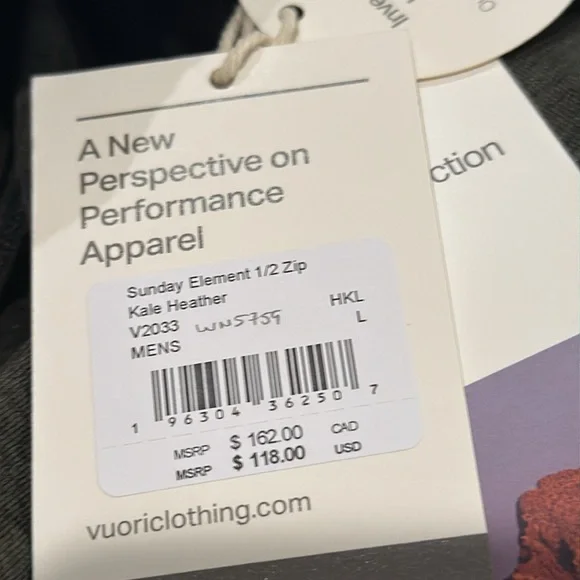 A New
Perspective on
Performance
Apparel
Sunday Element 1/2 Zip
Kale Heather
V2033 WN5759 HKL
MENS L
1 96304 36250 7
MSRP $ 162.00 CAD
MSRP $ 118.00 USD
vuoriclothing.com
Inve
ction